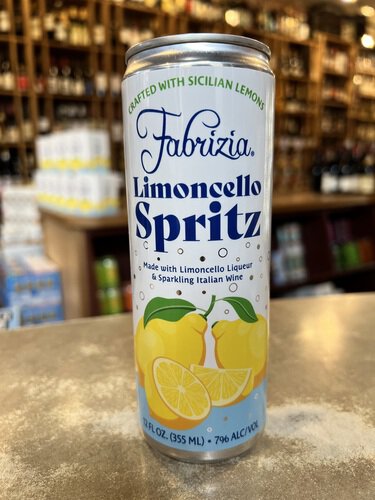 CRAFTED WITH SICILIAN LEMONS
Fabrizia®
Limoncello
Spritz
Made with Limoncello Liqueur
& Sparkling Italian Wine
12 FL OZ. (355 ML) • 7% ALC/VOL